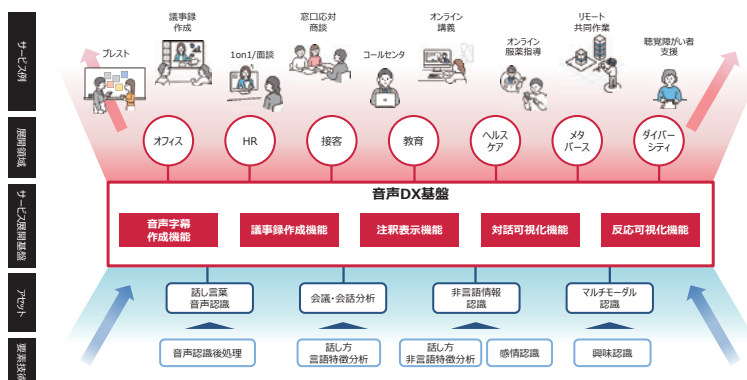 サービス例
ブレスト
議事録
作成
1on1/面談
窓口応対
商談
コールセンタ
オンライン
講義
オンライン
服薬指導
リモート
共同作業
聴覚障がい者
支援
展開領域
オフィス
HR
接客
教育
ヘルス
ケア
メタ
バース
ダイバー
シティ
サービス展開基盤
音声DX基盤
音声字幕
作成機能
議事録作成機能
注釈表示機能
対話可視化機能
反応可視化機能
アセット
話し言葉
音声認識
会議・会話分析
非言語情報
認識
マルチモーダル
認識
要素技術
音声認識後処理
話し方
言語特徴分析
話し方
非言語特徴分析
感情認識
興味認識